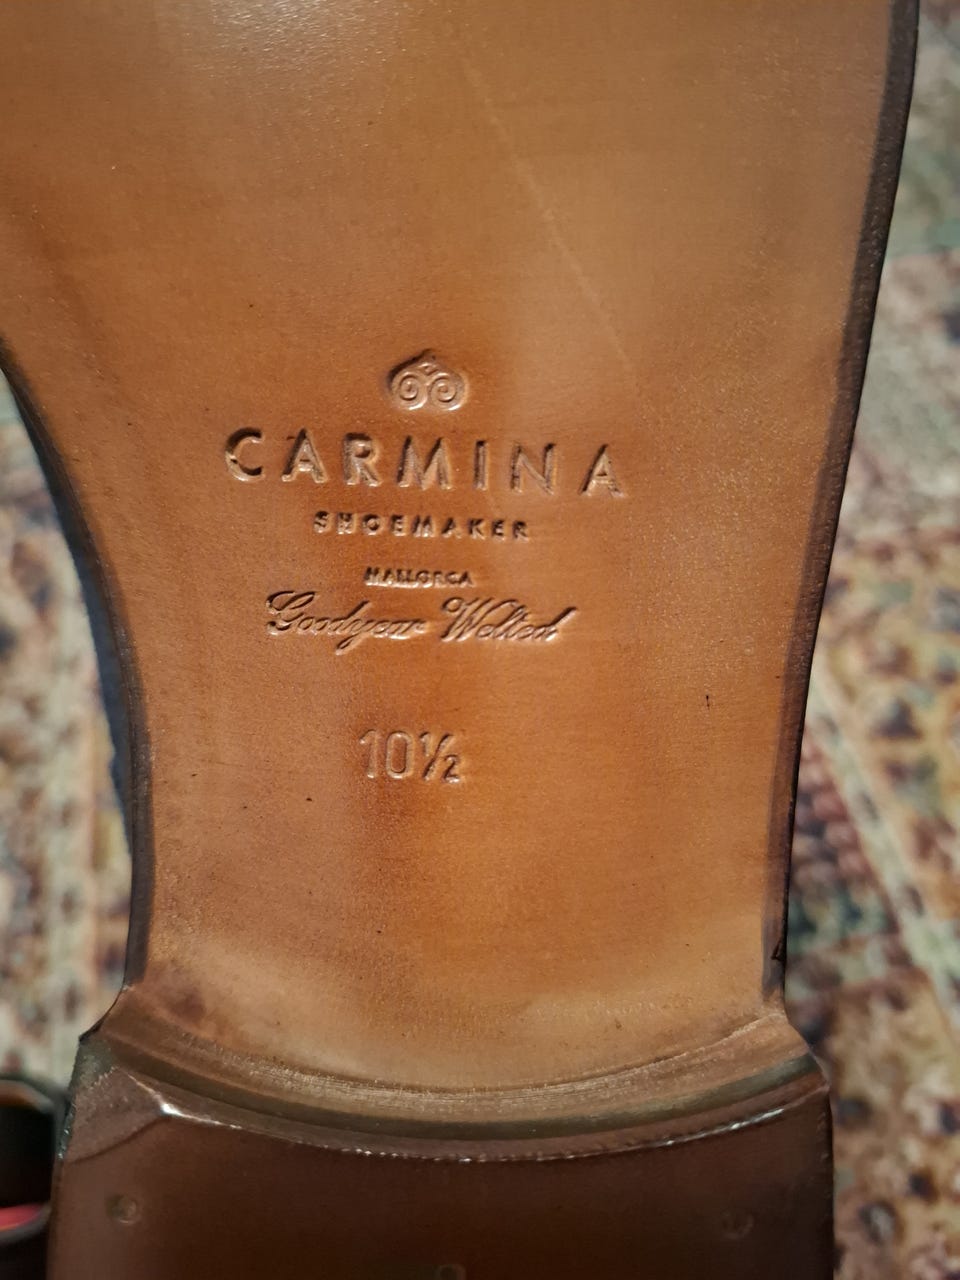 CARMINA
SHOEMAKER
MALLORCA
Goodyear Welted
10½